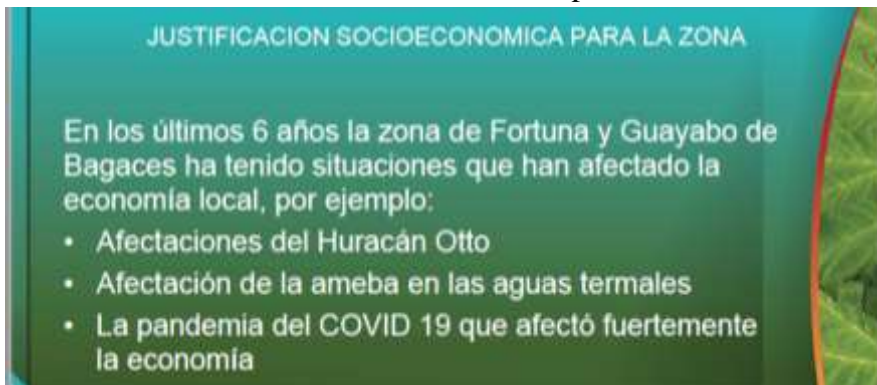 JUSTIFICACION SOCIOECONOMICA PARA LA ZONA
En los últimos 6 años la zona de Fortuna y Guayabo de
Bagaces ha tenido situaciones que han afectado la
economía local, por ejemplo:
• Afectaciones del Huracán Otto
• Afectación de la ameba en las aguas termales
• La pandemia del COVID 19 que afectó fuertemente
la economía